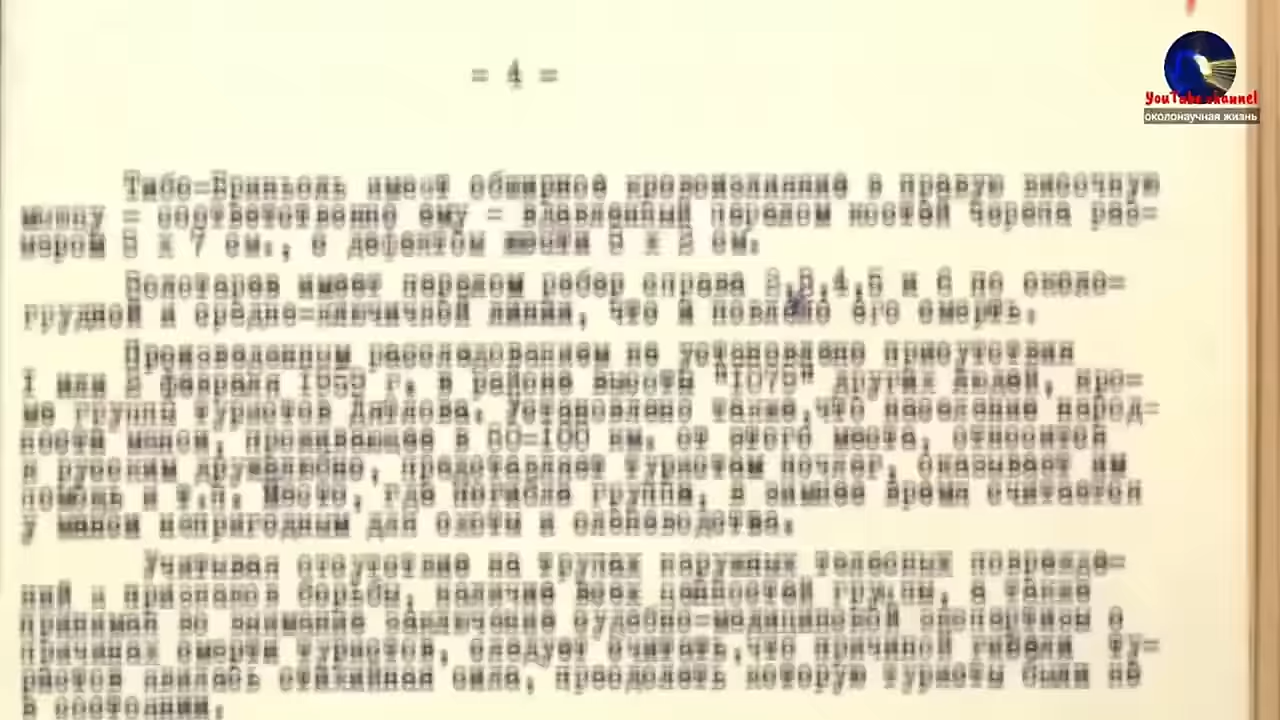 = 4 =
YouTube channel
околонаучная жизнь
Тибо=Бриньоль имеет обширное кровоизлияние в правую височную
мышцу = соответственно ему = вдавленный перелом костей черепа раз=
мером 3 х 7 см., с дефектом кости 3 х 2 см.
Золотарев имеет перелом ребер справа 2,3,4,5 и 6 по около=
грудной и средне=ключичной линии, что и повлекло его смерть.
Произведенным расследованием не установлено присутствия
1 или 2 февраля 1959 г. в районе высоты "1079" других людей, кро=
ме группы туристов Дятлова. Установлено также,что население народ=
ности манси, проживающее в 80=100 км. от этого места, относится
к русским дружелюбно, предоставляет туристам ночлег, оказывает им
помощь и т.п. Место, где погибла группа, в зимнее время считается
у манси непригодным для охоты и оленеводства.
Учитывая отсутствие на трупах наружных телесных поврежде=
ний и признаков борьбы, наличие всех ценностей группы, а также
принимая во внимание заключение судебно=медицинской экспертизы о
причинах смерти туристов, следует считать,что причиной гибели ту=
ристов явилась стихийная сила, преодолеть которую туристы были не
в состоянии.